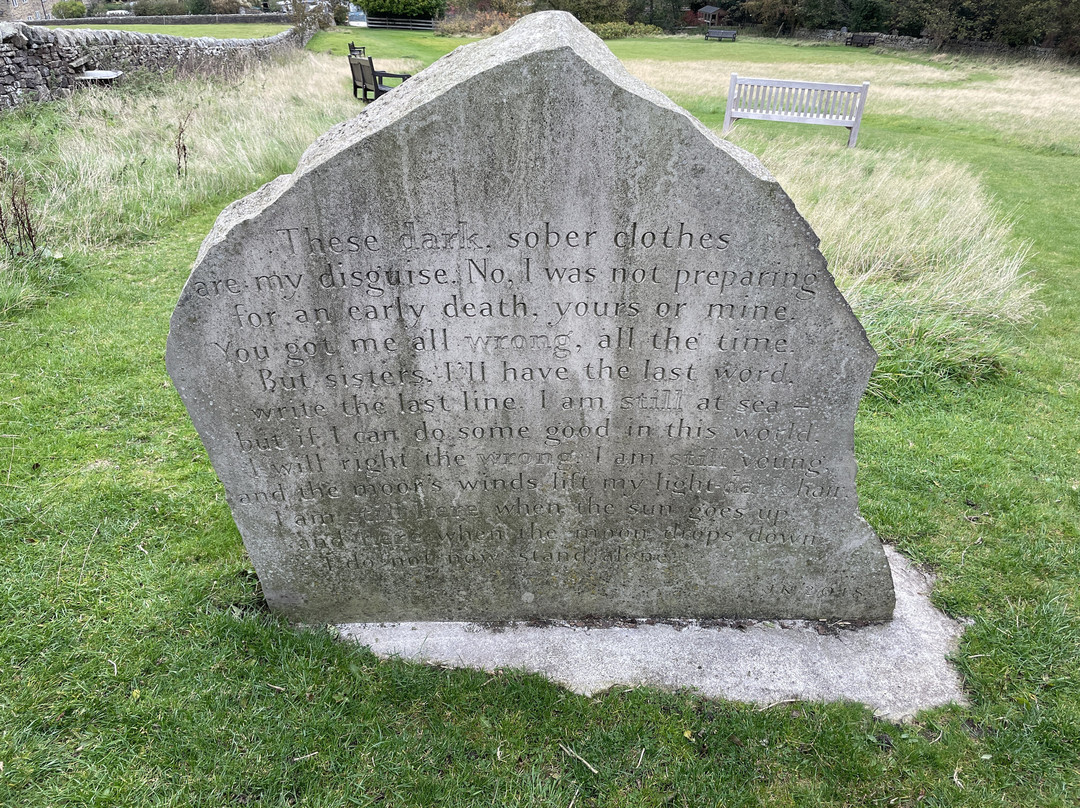 These dark, sober clothes
are my disguise. No, I was not preparing
for an early death, yours or mine.
You got me all wrong, all the time.
But sisters, I'll have the last word,
write the last line. I am still at sea –
but if I can do some good in this world,
I will right the wrong. I am still young,
and the moor's winds lift my light-dark hair.
I am still here when the sun goes up
and here when the moon drops down.
I do not now stand alone.
J.K 2018